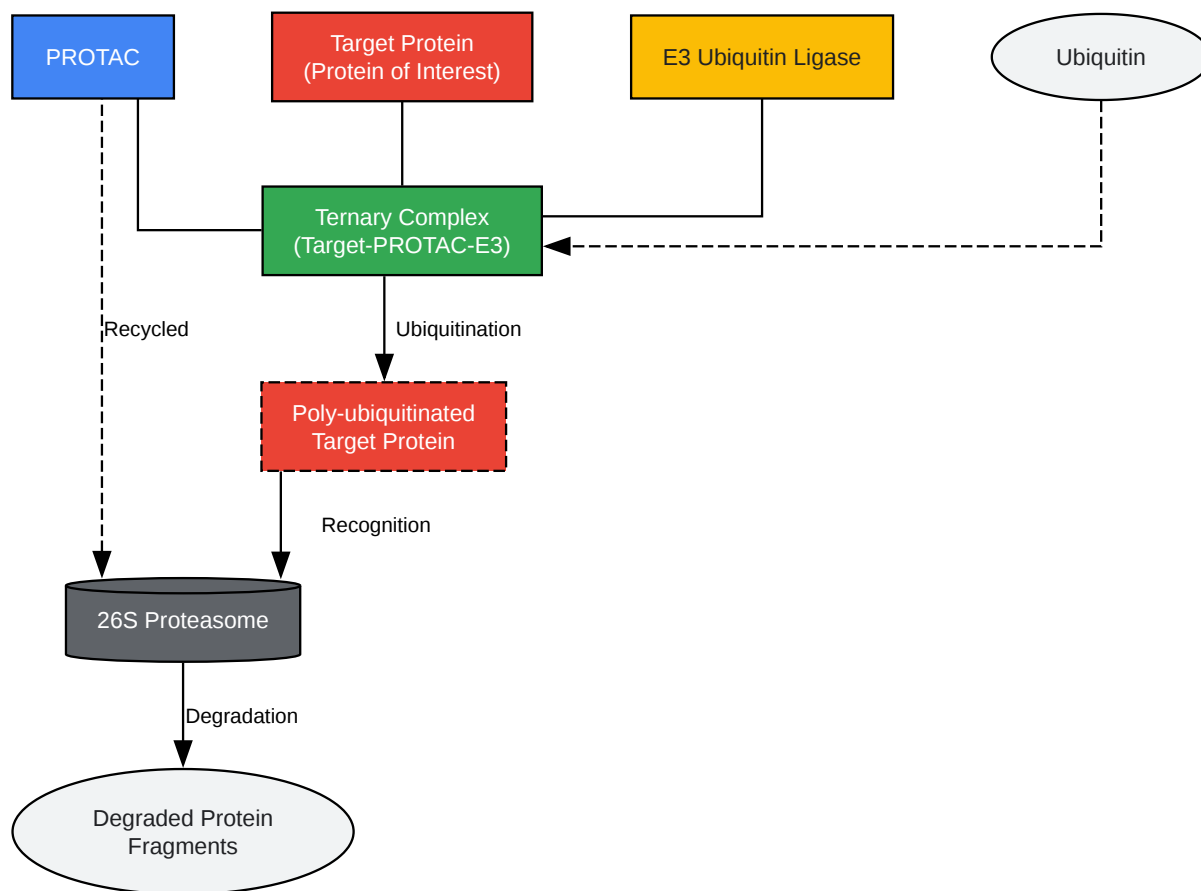 PROTAC
Target Protein
(Protein of Interest)
E3 Ubiquitin Ligase
Ubiquitin
Ternary Complex
(Target-PROTAC-E3)
Recycled
Ubiquitination
Poly-ubiquitinated
Target Protein
Recognition
26S Proteasome
Degradation
Degraded Protein
Fragments